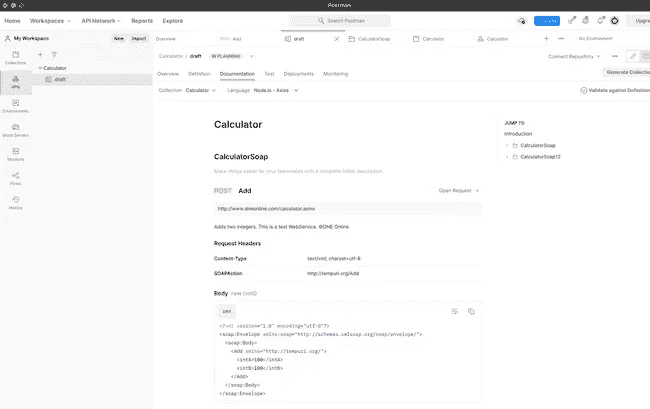 Postman
Home Workspaces API Network Reports Explore Search Postman Upgra
My Workspace New Import Overview Add draft CalculatorSoap Calculator Calculator No Environment
Collections
APIs
Environments
Mock Servers
Monitors
Flows
History
Calculator
draft
Calculator / draft IN PLANNING Connect Repository
Overview Definition Documentation Test Deployments Monitoring Generate Collectio
Collection Calculator Language NodeJs - Axios Validate against Definition
Calculator
JUMP TO
Introduction
CalculatorSoap
CalculatorSoap12
CalculatorSoap
Make things easier for your teammates with a complete folder description.
POST Add Open Request →
http://www.dneonline.com/calculator.asmx
Adds two integers. This is a test WebService. ©DNE Online
Request Headers
Content-Type text/xml; charset=utf-8
SOAPAction http://tempuri.org/Add
Body raw (xml)
xml
<?xml version="1.0" encoding="utf-8"?>
<soap:Envelope xmlns:soap="http://schemas.xmlsoap.org/soap/envelope/">
<soap:Body>
<Add xmlns="http://tempuri.org/">
<intA>100</intA>
<intB>100</intB>
</Add>
</soap:Body>
</soap:Envelope>